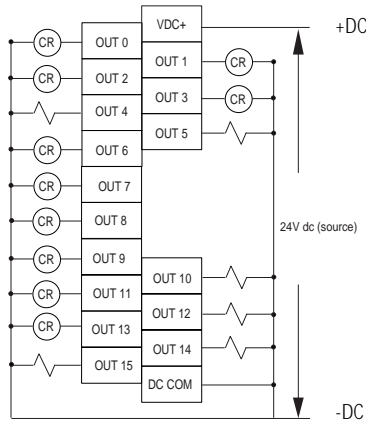 VDC+
+DC
CR OUT 0
OUT 1 CR
CR OUT 2
OUT 3 CR
OUT 4
OUT 5
CR OUT 6
CR OUT 7
CR OUT 8
24V dc (source)
CR OUT 9
OUT 10
CR OUT 11
OUT 12
CR OUT 13
OUT 14
OUT 15
DC COM
-DC